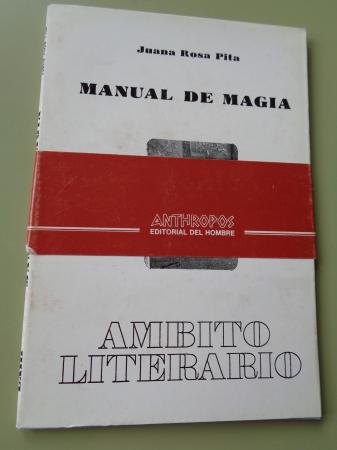 Juana Rosa Pita
MANUAL DE MAGIA
ANTHROPOS
EDITORIAL DEL HOMBRE
AMBITO
LITERARIO